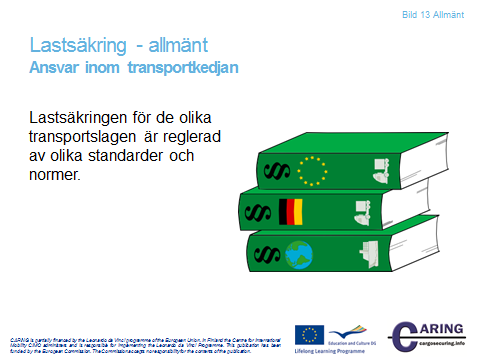 Bild 13 Allmänt
Lastsäkring - allmänt
Ansvar inom transportkedjan
Lastsäkringen för de olika
transportslagen är reglerad
av olika standarder och
normer.
§
§
§
CARING is partially financed by the Leonardo da Vinci programme of the European Union. In Finland the Centre for International
Mobility CIMO administers and is responsible for implementing the Leonardo da Vinci Programme. This publication has been
funded by the European Commission. The Commission accepts no responsibility for the contents of the publication.
Education and Culture DG
Lifelong Learning Programme
CARING
cargosecuring.info